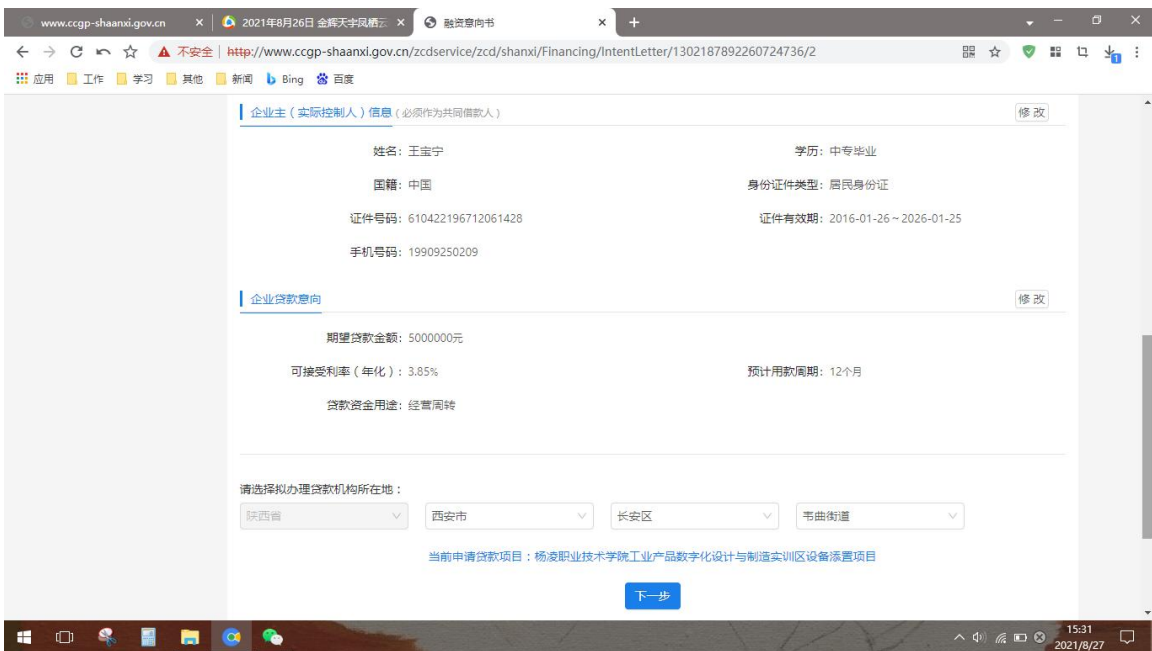 www.ccgp-shaanxi.gov.cn
2021年8月26日 金辉天宇凤栖云
融资意向书
不安全 http://www.ccgp-shaanxi.gov.cn/zcdservice/zcd/shanxi/Financing/IntentLetter/1302187892260724736/2
应用 工作 学习 其他 新闻 Bing 百度
企业主（实际控制人）信息（必须作为共同借款人） 修改
姓名：王宝宁 学历：中专毕业
国籍：中国 身份证件类型：居民身份证
证件号码：610422196712061428 证件有效期：2016-01-26～2026-01-25
手机号码：19909250209
企业贷款意向 修改
期望贷款金额：5000000元
可接受利率（年化）：3.85% 预计用款周期：12个月
贷款资金用途：经营周转
请选择拟办理贷款机构所在地：
陕西省 西安市 长安区 韦曲街道
当前申请贷款项目：杨凌职业技术学院工业产品数字化设计与制造实训区设备添置项目
下一步
15:31
2021/8/27